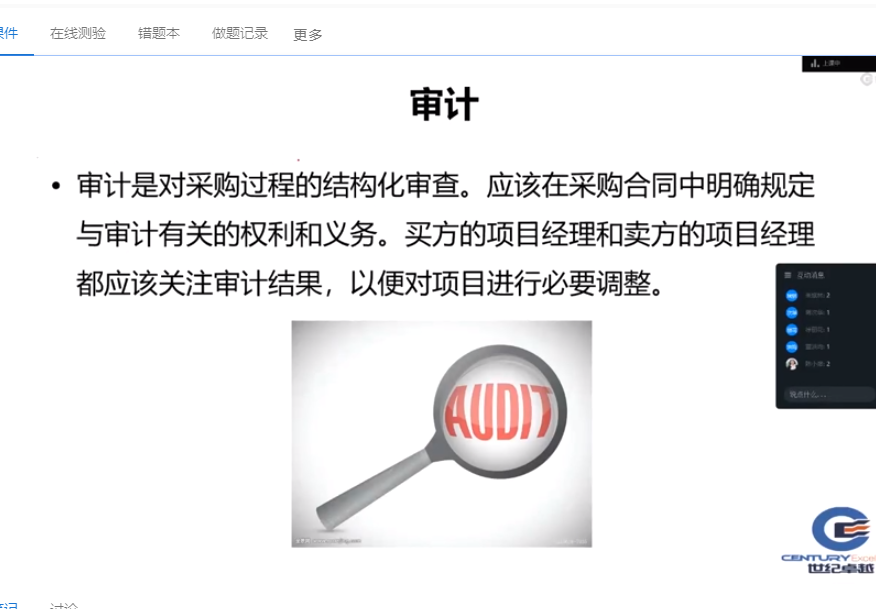 课件 在线测验 错题本 做题记录 更多
上课中
审计
• 审计是对采购过程的结构化审查。应该在采购合同中明确规定
与审计有关的权利和义务。买方的项目经理和卖方的项目经理
都应该关注审计结果，以便对项目进行必要调整。
互动消息
: 2
: 1
: 1
: 1
: 2
说点什么...
AUDIT
CENTURY Excel
世纪卓越
笔记 讨论